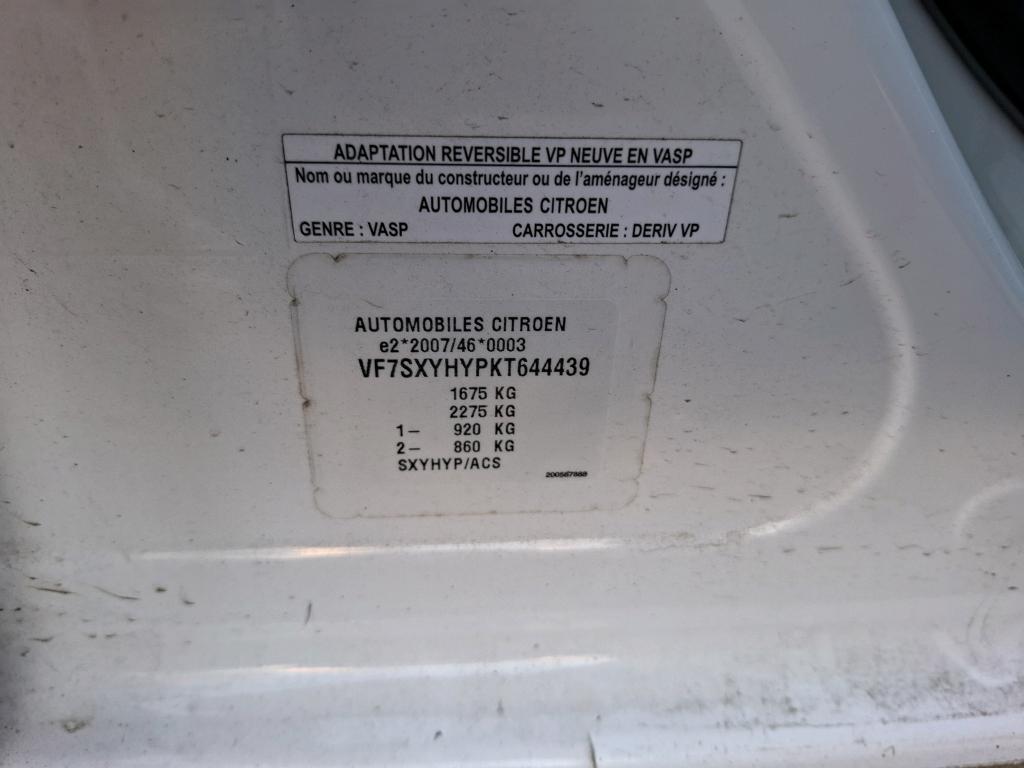 ADAPTATION REVERSIBLE VP NEUVE EN VASP
Nom ou marque du constructeur ou de l'aménageur désigné :
AUTOMOBILES CITROEN
GENRE : VASP CARROSSERIE : DERIV VP
AUTOMOBILES CITROEN
e2*2007/46*0003
VF7SXYHYPKT644439
1675 KG
2275 KG
1– 920 KG
2– 860 KG
SXYHYP/ACS
200567888